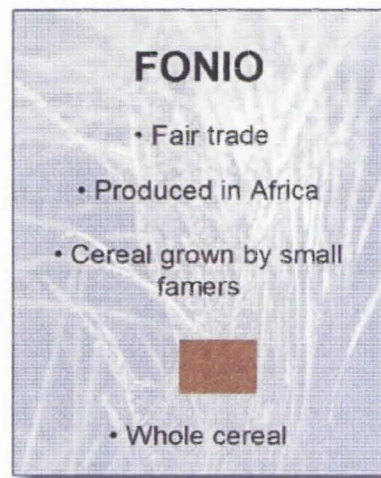 FONIO
• Fair trade
• Produced in Africa
• Cereal grown by small
famers
• Whole cereal